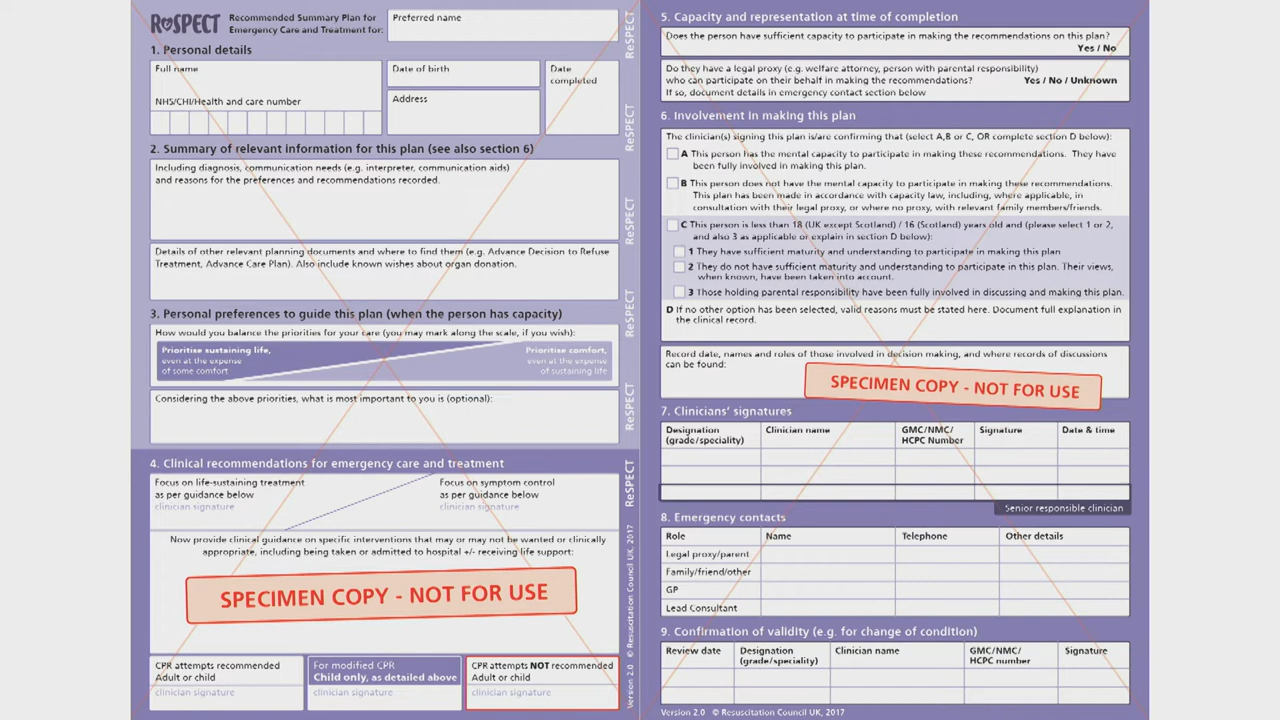 ReSPECT
Recommended Summary Plan for
Emergency Care and Treatment for:
Preferred name
1. Personal details
Full name
Date of birth
Date
completed
NHS/CHI/Health and care number
Address
2. Summary of relevant information for this plan (see also section 6)
Including diagnosis, communication needs (e.g. interpreter, communication aids)
and reasons for the preferences and recommendations recorded.
Details of other relevant planning documents and where to find them (e.g. Advance Decision to Refuse
Treatment, Advance Care Plan). Also include known wishes about organ donation.
3. Personal preferences to guide this plan (when the person has capacity)
How would you balance the priorities for your care (you may mark along the scale, if you wish):
Prioritise sustaining life,
even at the expense
of some comfort
Prioritise comfort,
even at the expense
of sustaining life
Considering the above priorities, what is most important to you is (optional):
4. Clinical recommendations for emergency care and treatment
Focus on life-sustaining treatment
as per guidance below
clinician signature
Focus on symptom control
as per guidance below
clinician signature
Now provide clinical guidance on specific interventions that may or may not be wanted or clinically
appropriate, including being taken or admitted to hospital +/- receiving life support:
SPECIMEN COPY - NOT FOR USE
CPR attempts recommended
Adult or child
clinician signature
For modified CPR
Child only, as detailed above
clinician signature
CPR attempts NOT recommended
Adult or child
clinician signature
ReSPECT
ReSPECT
ReSPECT
ReSPECT
ReSPECT
ReSPECT
Version 2.0 © Resuscitation Council UK, 2017
5. Capacity and representation at time of completion
Does the person have sufficient capacity to participate in making the recommendations on this plan?
Yes / No
Do they have a legal proxy (e.g. welfare attorney, person with parental responsibility)
who can participate on their behalf in making the recommendations? Yes / No / Unknown
If so, document details in emergency contact section below
6. Involvement in making this plan
The clinician(s) signing this plan is/are confirming that (select A,B or C, OR complete section D below):
A This person has the mental capacity to participate in making these recommendations. They have
been fully involved in making this plan.
B This person does not have the mental capacity to participate in making these recommendations.
This plan has been made in accordance with capacity law, including, where applicable, in
consultation with their legal proxy, or where no proxy, with relevant family members/friends.
C This person is less than 18 (UK except Scotland) / 16 (Scotland) years old and (please select 1 or 2,
and also 3 as applicable or explain in section D below):
1 They have sufficient maturity and understanding to participate in making this plan
2 They do not have sufficient maturity and understanding to participate in this plan. Their views,
when known, have been taken into account.
3 Those holding parental responsibility have been fully involved in discussing and making this plan.
D If no other option has been selected, valid reasons must be stated here. Document full explanation in
the clinical record.
Record date, names and roles of those involved in decision making, and where records of discussions
can be found:
SPECIMEN COPY - NOT FOR USE
7. Clinicians' signatures
Designation
(grade/speciality)
Clinician name
GMC/NMC/
HCPC Number
Signature
Date & time
Senior responsible clinician
8. Emergency contacts
Role
Name
Telephone
Other details
Legal proxy/parent
Family/friend/other
GP
Lead Consultant
9. Confirmation of validity (e.g. for change of condition)
Review date
Designation
(grade/speciality)
Clinician name
GMC/NMC/
HCPC number
Signature
Version 2.0 © Resuscitation Council UK, 2017